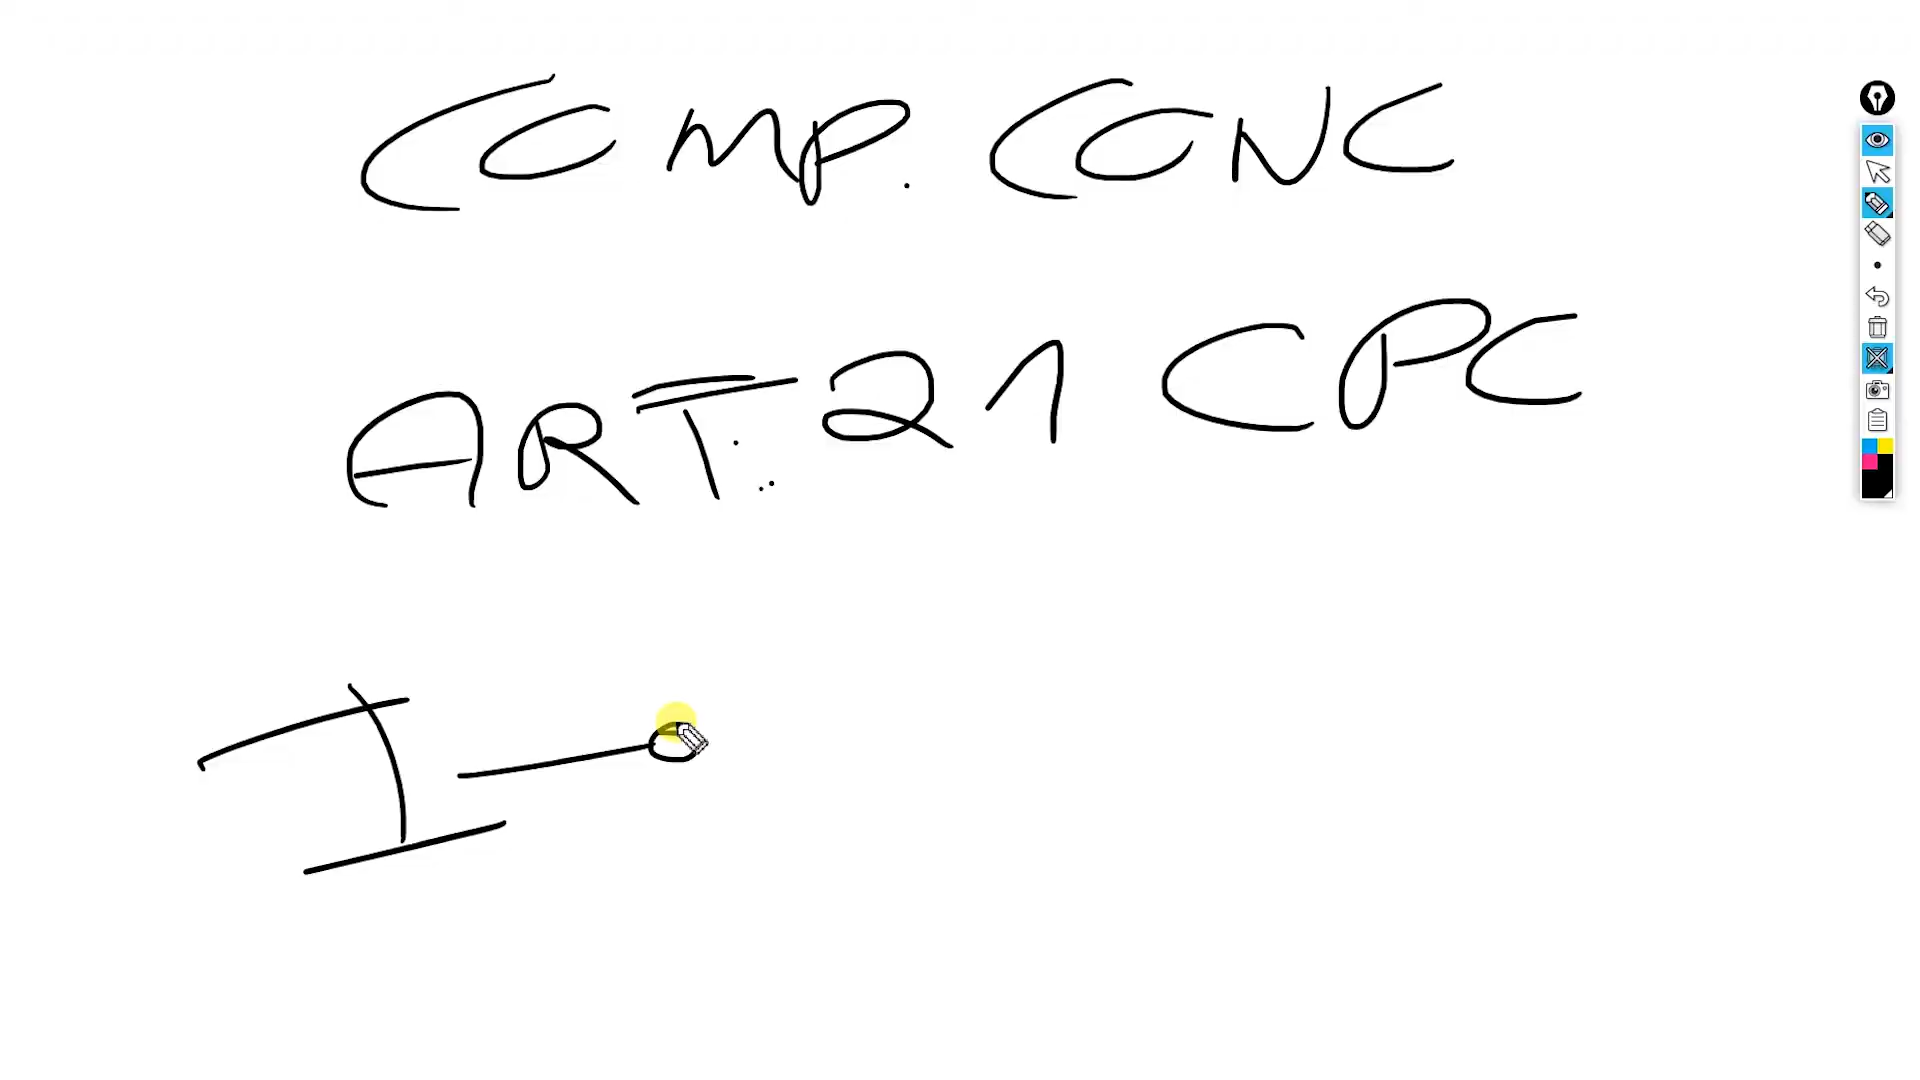 COMP. CONC
ART. 21 CPC
I -